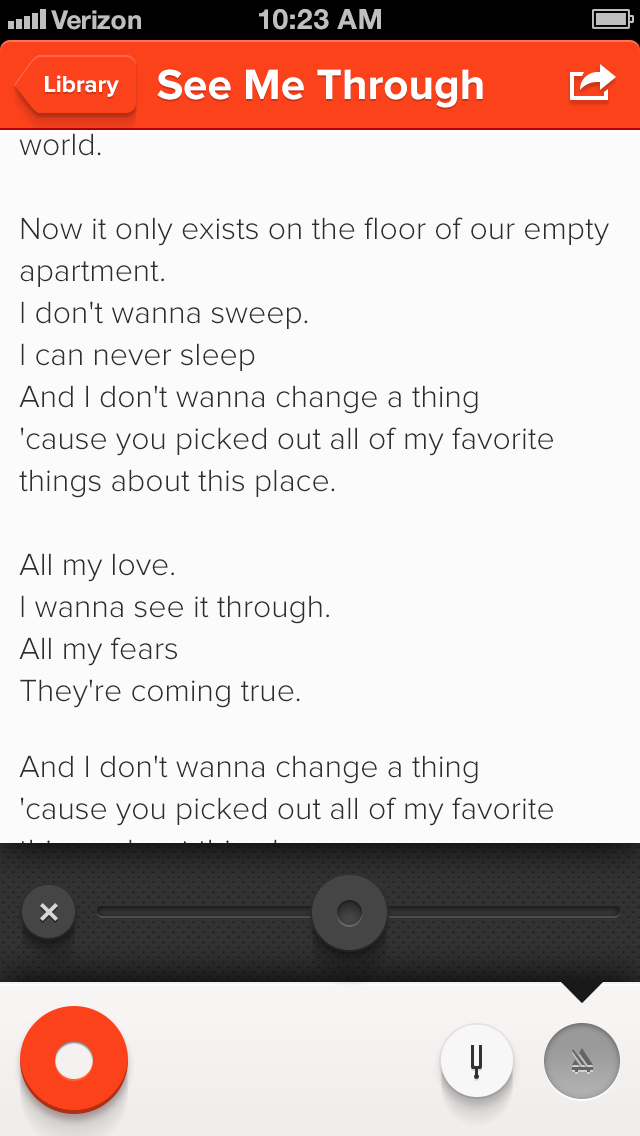 Verizon 10:23 AM
Library See Me Through
world.
Now it only exists on the floor of our empty
apartment.
I don't wanna sweep.
I can never sleep
And I don't wanna change a thing
'cause you picked out all of my favorite
things about this place.
All my love.
I wanna see it through.
All my fears
They're coming true.
And I don't wanna change a thing
'cause you picked out all of my favorite